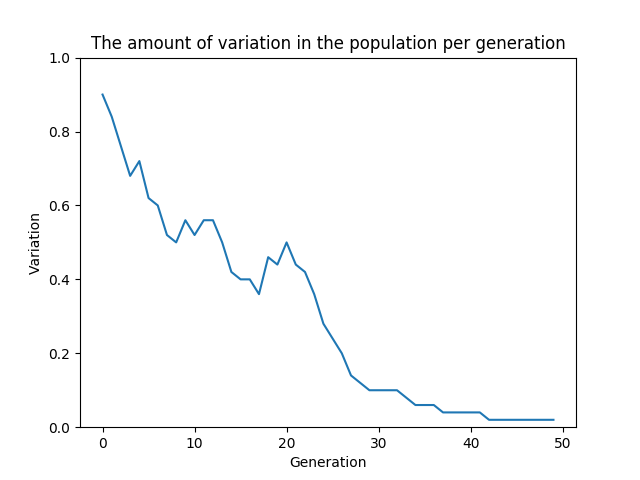 The amount of variation in the population per generation
1.0
0.8
0.6
0.4
0.2
0.0
Variation
0 10 20 30 40 50
Generation